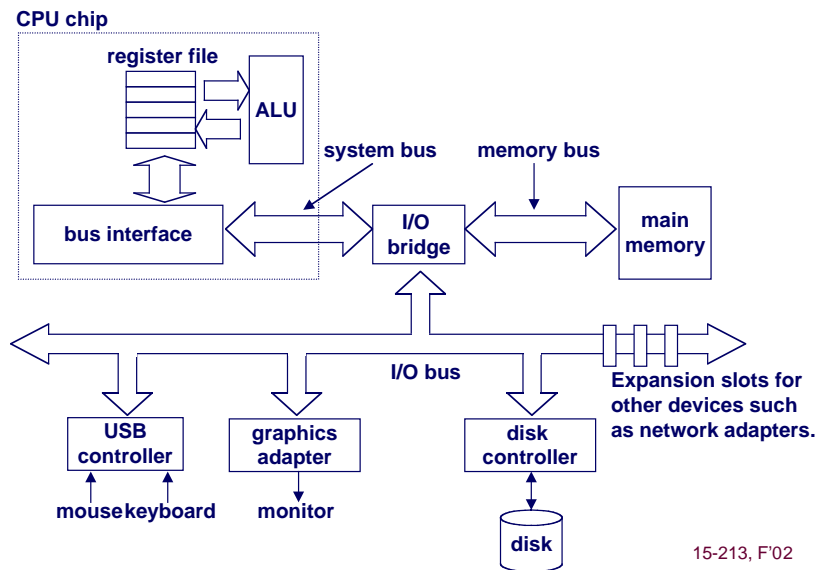 CPU chip
register file
ALU
system bus
memory bus
bus interface
I/O
bridge
main
memory
I/O bus
Expansion slots for
other devices such
as network adapters.
USB
controller
graphics
adapter
disk
controller
mouse
keyboard
monitor
disk
15-213, F'02